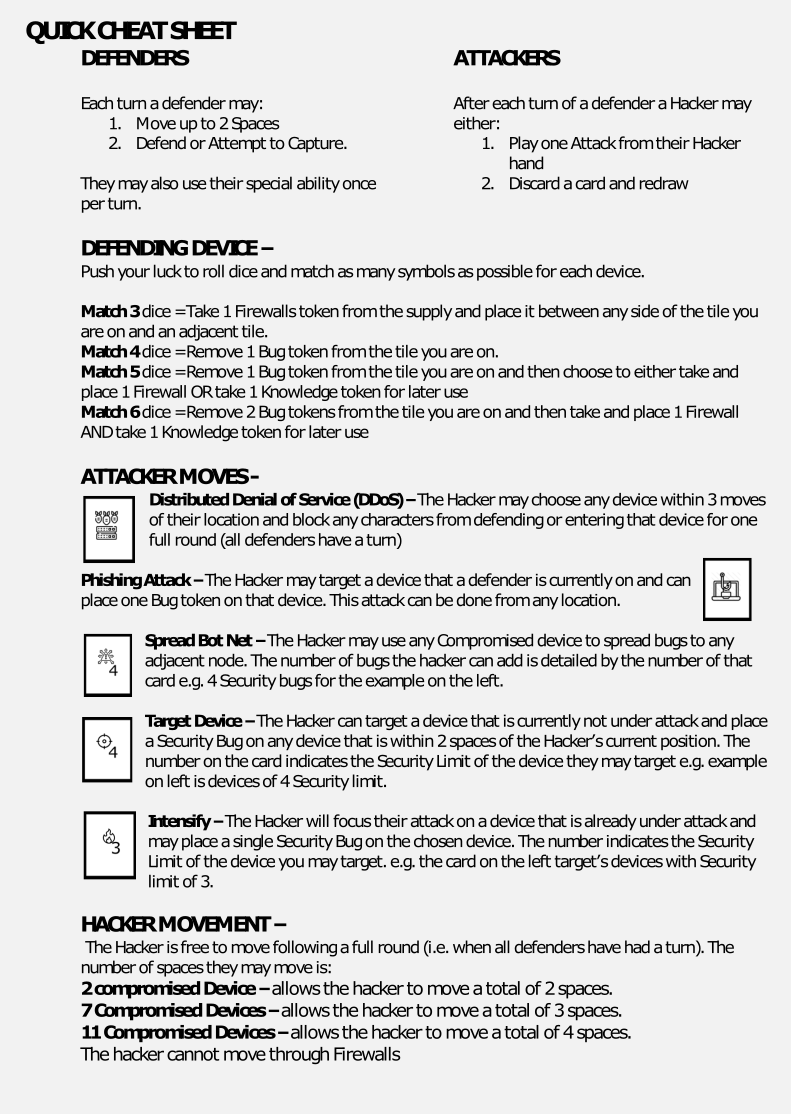 QUICK CHEAT SHEET
DEFENDERS
Each turn a defender may:
1. Move up to 2 Spaces
2. Defend or Attempt to Capture.
They may also use their special ability once
per turn.
ATTACKERS
After each turn of a defender a Hacker may
either:
1. Play one Attack from their Hacker
hand
2. Discard a card and redraw
DEFENDING DEVICE –
Push your luck to roll dice and match as many symbols as possible for each device.
Match 3 dice = Take 1 Firewalls token from the supply and place it between any side of the tile you
are on and an adjacent tile.
Match 4 dice = Remove 1 Bug token from the tile you are on.
Match 5 dice = Remove 1 Bug token from the tile you are on and then choose to either take and
place 1 Firewall OR take 1 Knowledge token for later use
Match 6 dice = Remove 2 Bug tokens from the tile you are on and then take and place 1 Firewall
AND take 1 Knowledge token for later use
ATTACKER MOVES -
Distributed Denial of Service (DDoS) – The Hacker may choose any device within 3 moves
of their location and block any characters from defending or entering that device for one
full round (all defenders have a turn)
Phishing Attack – The Hacker may target a device that a defender is currently on and can
place one Bug token on that device. This attack can be done from any location.
Spread Bot Net – The Hacker may use any Compromised device to spread bugs to any
adjacent node. The number of bugs the hacker can add is detailed by the number of that
card e.g. 4 Security bugs for the example on the left.
4
Target Device – The Hacker can target a device that is currently not under attack and place
a Security Bug on any device that is within 2 spaces of the Hacker's current position. The
number on the card indicates the Security Limit of the device they may target e.g. example
on left is devices of 4 Security limit.
4
Intensify – The Hacker will focus their attack on a device that is already under attack and
may place a single Security Bug on the chosen device. The number indicates the Security
Limit of the device you may target. e.g. the card on the left target's devices with Security
limit of 3.
3
HACKER MOVEMENT –
The Hacker is free to move following a full round (i.e. when all defenders have had a turn). The
number of spaces they may move is:
2 compromised Device – allows the hacker to move a total of 2 spaces.
7 Compromised Devices – allows the hacker to move a total of 3 spaces.
11 Compromised Devices – allows the hacker to move a total of 4 spaces.
The hacker cannot move through Firewalls